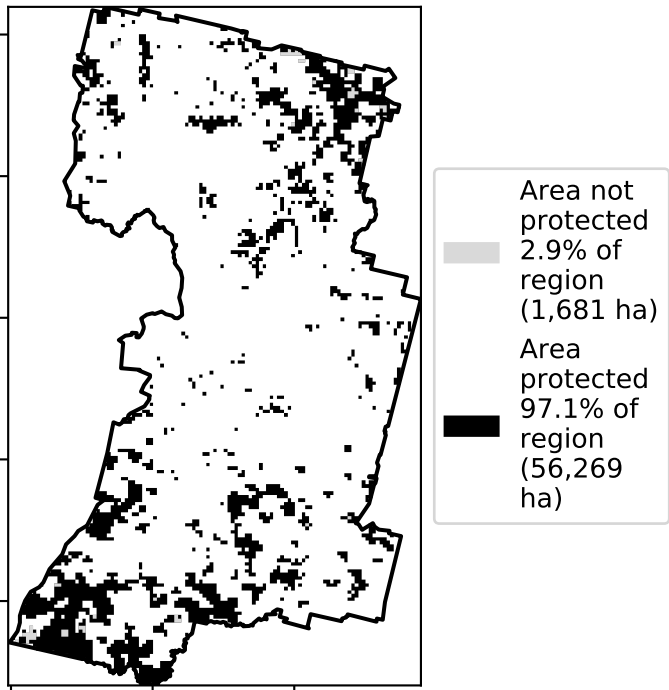 Area not
protected
2.9% of
region
(1,681 ha)
Area
protected
97.1% of
region
(56,269
ha)